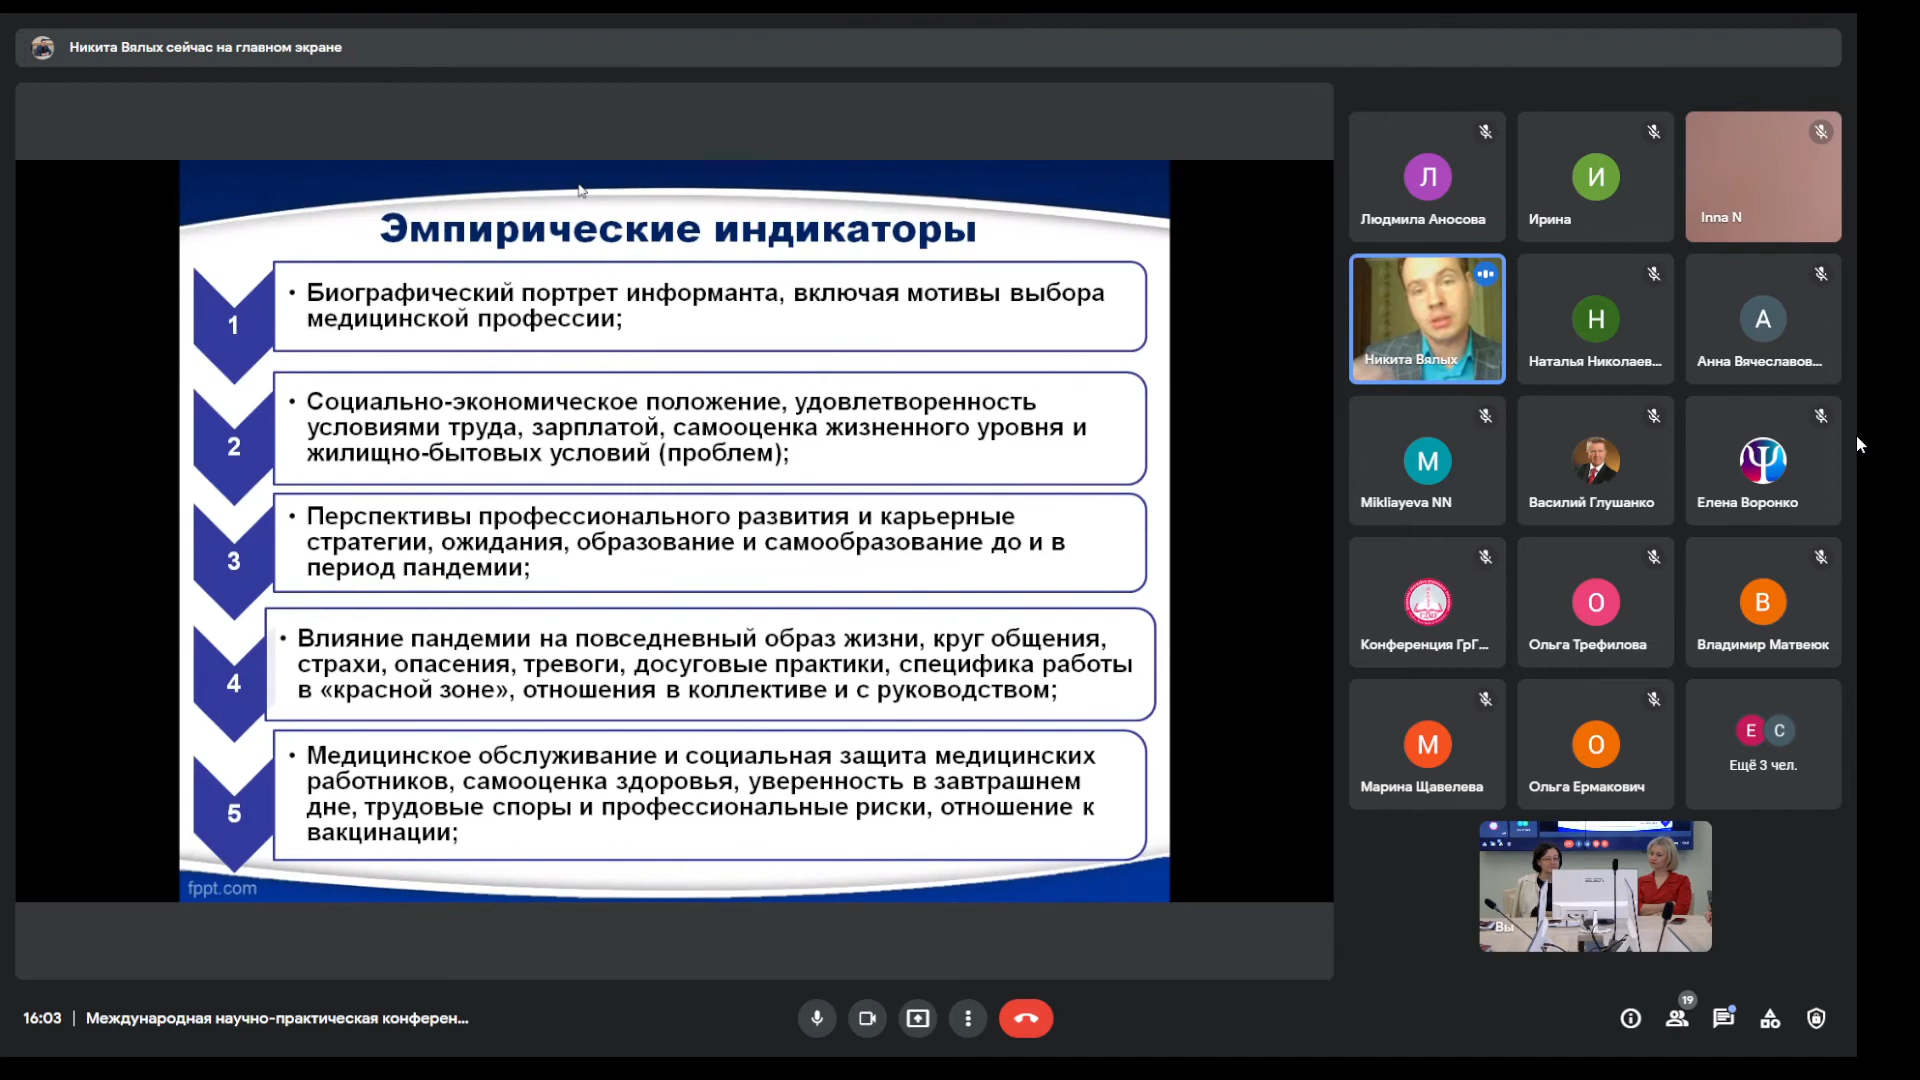 Никита Вялых сейчас на главном экране
Эмпирические индикаторы
1
• Биографический портрет информанта, включая мотивы выбора
медицинской профессии;
2
• Социально-экономическое положение, удовлетворенность
условиями труда, зарплатой, самооценка жизненного уровня и
жилищно-бытовых условий (проблем);
3
• Перспективы профессионального развития и карьерные
стратегии, ожидания, образование и самообразование до и в
период пандемии;
4
• Влияние пандемии на повседневный образ жизни, круг общения,
страхи, опасения, тревоги, досуговые практики, специфика работы
в «красной зоне», отношения в коллективе и с руководством;
5
• Медицинское обслуживание и социальная защита медицинских
работников, самооценка здоровья, уверенность в завтрашнем
дне, трудовые споры и профессиональные риски, отношение к
вакцинации;
fppt.com
Л
Людмила Аносова
И
Ирина
Inna N
Никита Вялых
Н
Наталья Николаев...
А
Анна Вячеславов...
M
Mikliayeva NN
Василий Глушанко
Елена Воронко
Конференция ГрГ...
О
Ольга Трефилова
В
Владимир Матвеюк
М
Марина Щавелева
О
Ольга Ермакович
Е С
Ещё 3 чел.
Вы
16:03 | Международная научно-практическая конферен...
19